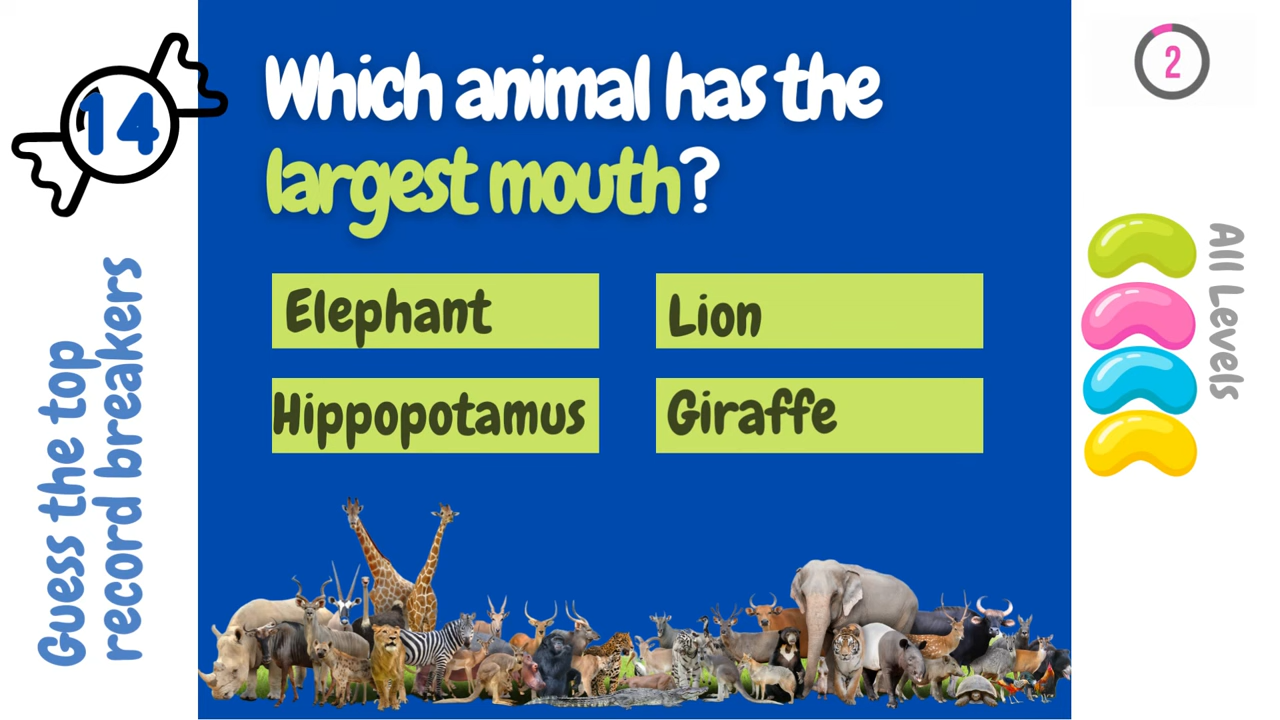 14
Guess the top
record breakers
Which animal has the
largest mouth?
Elephant
Lion
Hippopotamus
Giraffe
2
All Levels